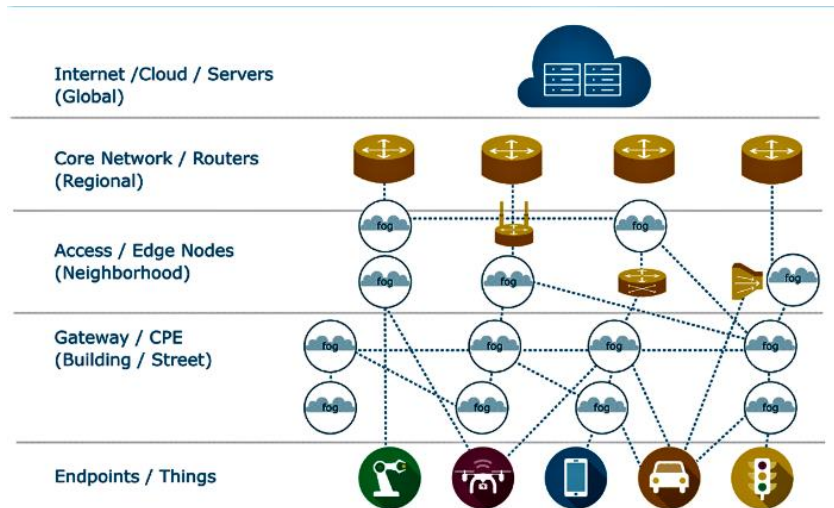 Internet /Cloud / Servers
(Global)
Core Network / Routers
(Regional)
fog fog
Access / Edge Nodes
(Neighborhood)
fog fog fog
Gateway / CPE
(Building / Street)
fog fog fog fog
fog fog fog fog
Endpoints / Things